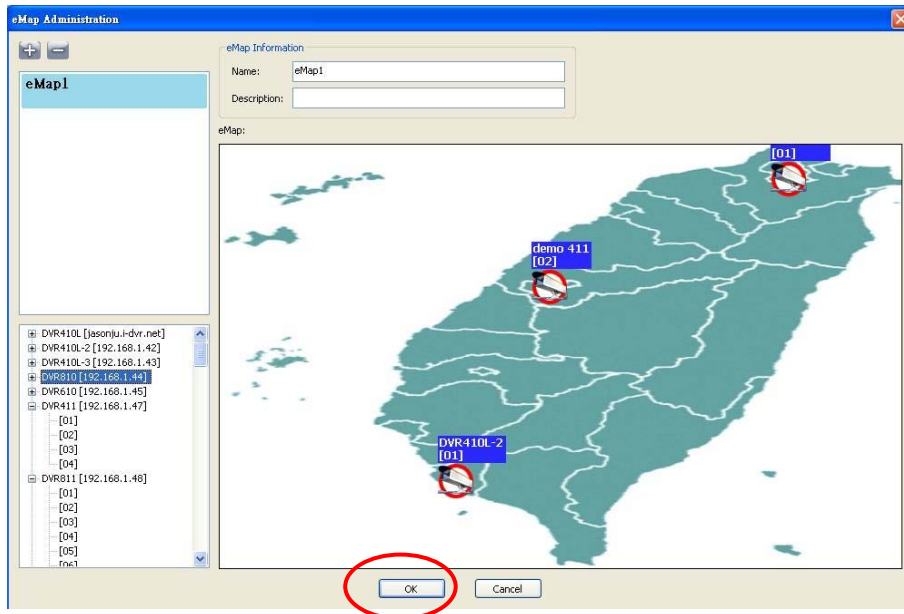 eMap Administration
eMap1
eMap Information
Name: eMap1
Description:
eMap:
[01]
demo 411
[02]
DVR410L-2
[01]
DVR410L [jasonju.i-dvr.net]
DVR410L-2 [192.168.1.42]
DVR410L-3 [192.168.1.43]
DVR810 [192.168.1.44]
DVR610 [192.168.1.45]
DVR411 [192.168.1.47]
[01]
[02]
[03]
[04]
DVR811 [192.168.1.48]
[01]
[02]
[03]
[04]
[05]
[06]
OK
Cancel